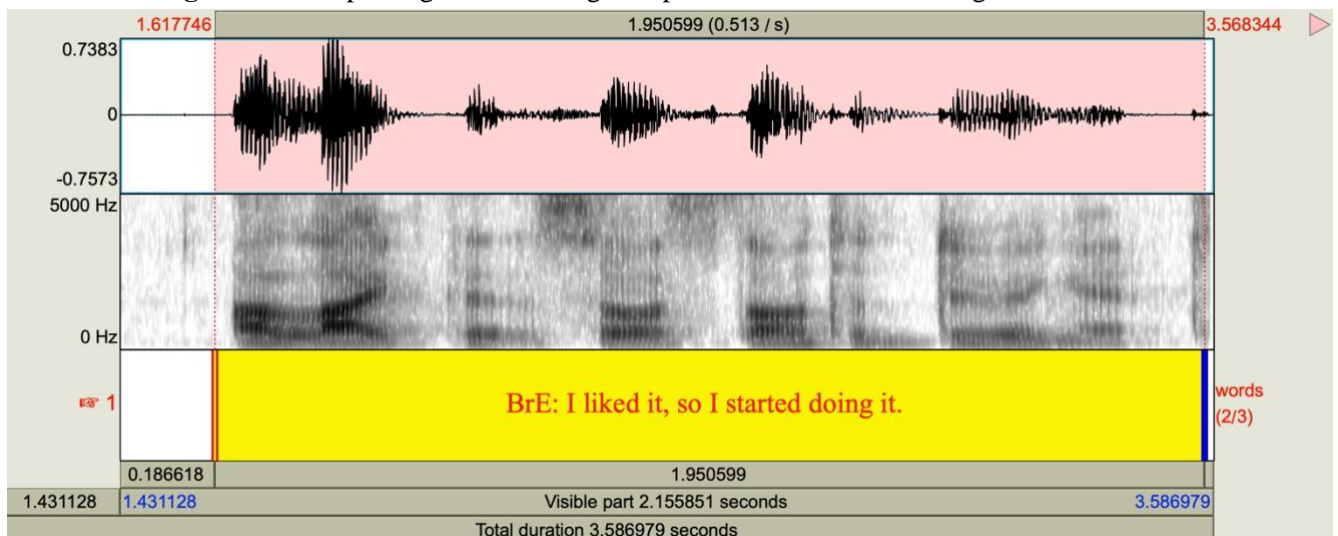 1.617746 1.950599 (0.513 / s) 3.568344
0.7383
0
-0.7573
5000 Hz
0 Hz
☞ 1 BrE: I liked it, so I started doing it. words
(2/3)
0.186618 1.950599
1.431128 1.431128 Visible part 2.155851 seconds 3.586979
Total duration 3.586979 seconds